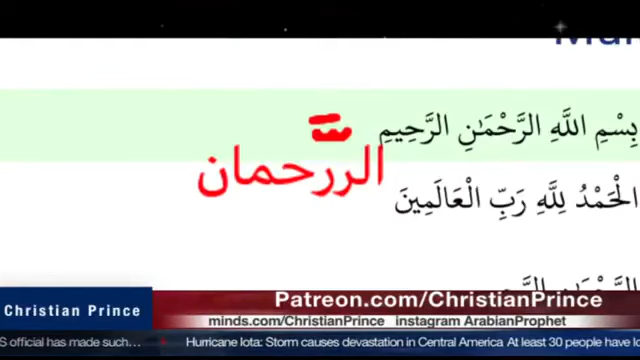 بِسْمِ اللَّهِ الرَّحْمَٰنِ الرَّحِيمِ
الررحمان
الْحَمْدُ لِلَّهِ رَبِّ الْعَالَمِينَ
Christian Prince
Patreon.com/ChristianPrince
minds.com/ChristianPrince instagram ArabianProphet
S official has made such... Hurricane Iota: Storm causes devastation in Central America At least 30 people have